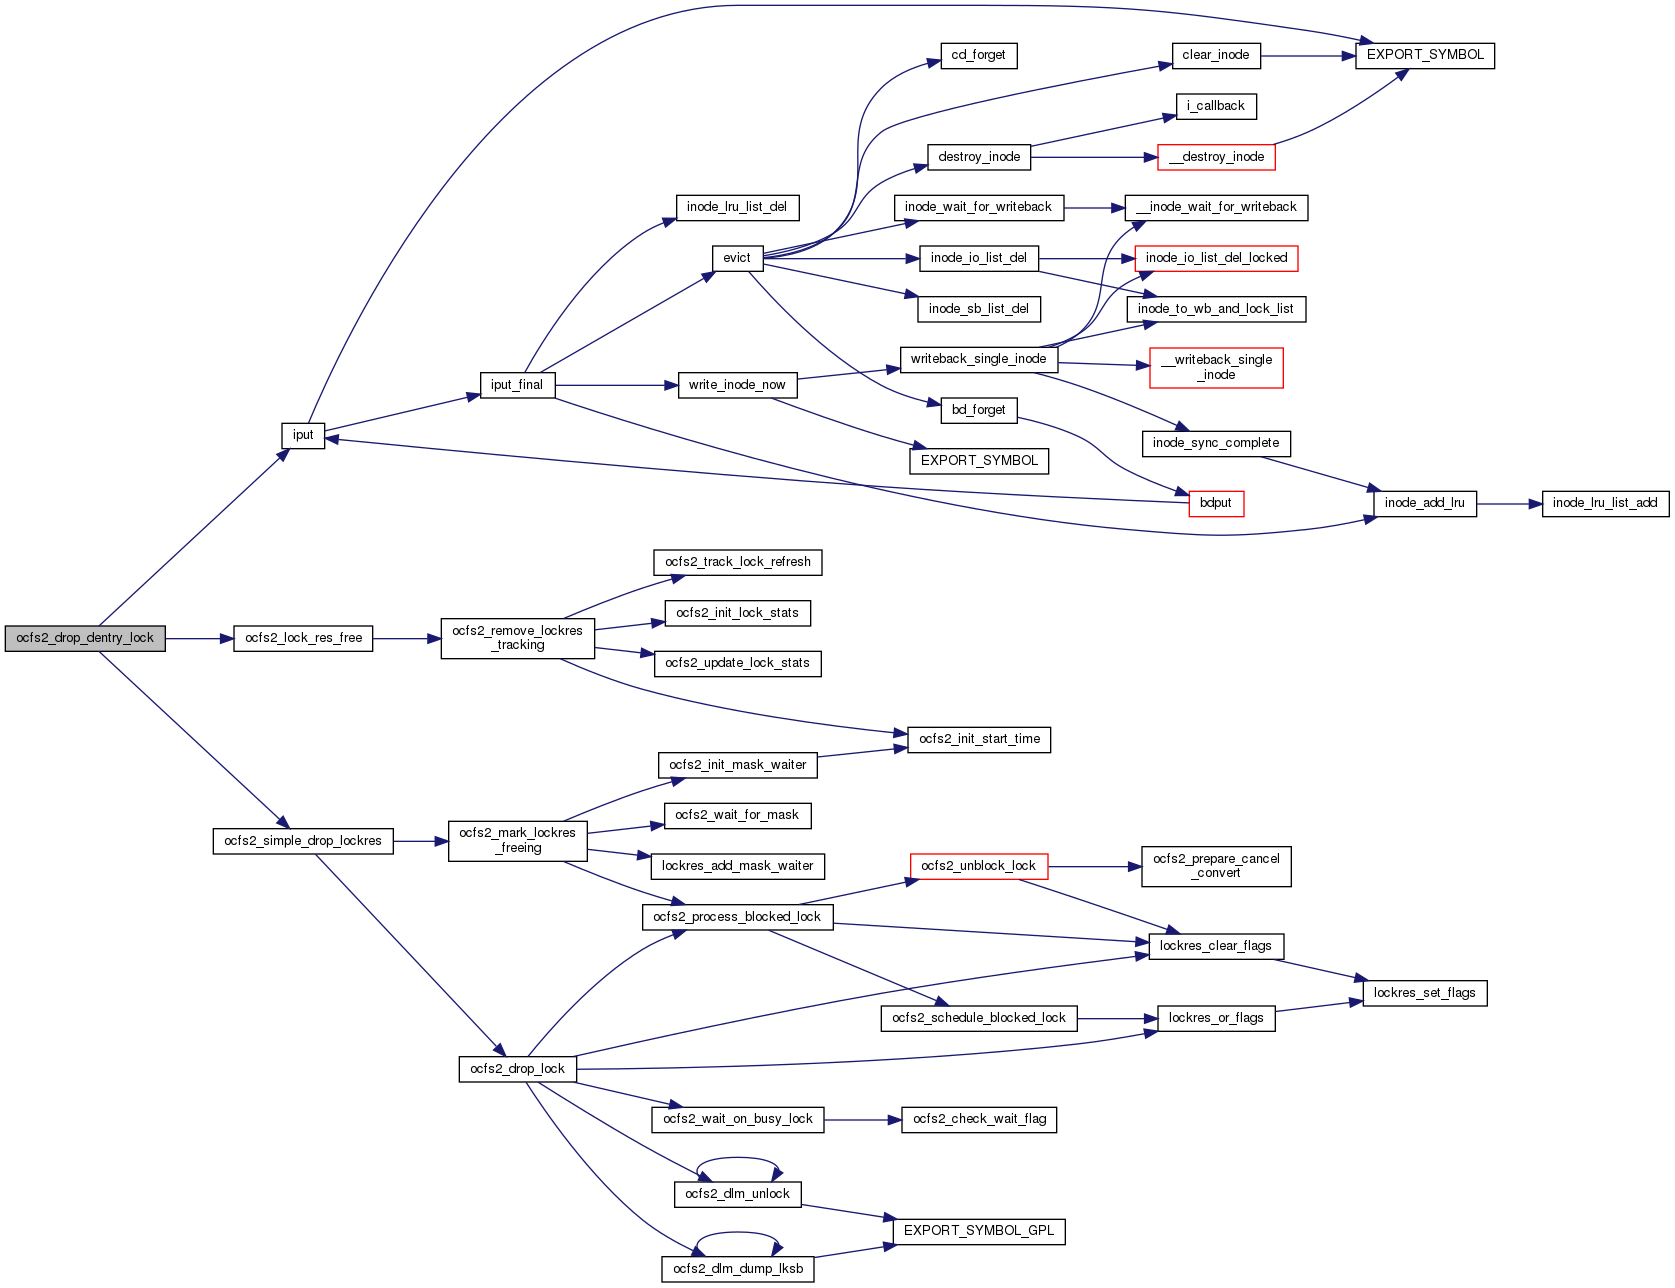 cd_forget
clear_inode
EXPORT_SYMBOL
i_callback
destroy_inode
__destroy_inode
inode_lru_list_del
inode_wait_for_writeback
__inode_wait_for_writeback
evict
inode_io_list_del
inode_io_list_del_locked
inode_sb_list_del
inode_to_wb_and_lock_list
writeback_single_inode
__writeback_single
_inode
iput_final
write_inode_now
bd_forget
iput
inode_sync_complete
EXPORT_SYMBOL
bdput
inode_add_lru
inode_lru_list_add
ocfs2_track_lock_refresh
ocfs2_init_lock_stats
ocfs2_drop_dentry_lock
ocfs2_lock_res_free
ocfs2_remove_lockres
_tracking
ocfs2_update_lock_stats
ocfs2_init_start_time
ocfs2_init_mask_waiter
ocfs2_wait_for_mask
ocfs2_simple_drop_lockres
ocfs2_mark_lockres
_freeing
lockres_add_mask_waiter
ocfs2_unblock_lock
ocfs2_prepare_cancel
_convert
ocfs2_process_blocked_lock
lockres_clear_flags
lockres_set_flags
ocfs2_schedule_blocked_lock
lockres_or_flags
ocfs2_drop_lock
ocfs2_wait_on_busy_lock
ocfs2_check_wait_flag
ocfs2_dlm_unlock
EXPORT_SYMBOL_GPL
ocfs2_dlm_dump_lksb